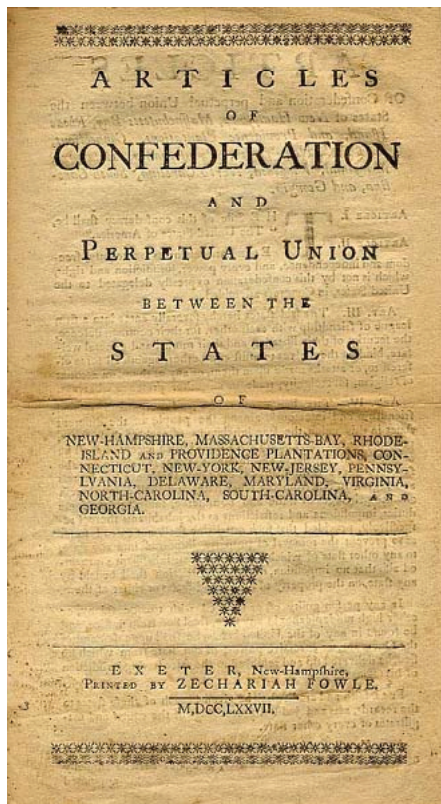 ARTICLES
OF
CONFEDERATION
AND
PERPETUAL UNION
BETWEEN THE
STATES
OF
NEW-HAMPSHIRE, MASSACHUSETTS-BAY, RHODE-
ISLAND AND PROVIDENCE PLANTATIONS, CON-
NECTICUT, NEW-YORK, NEW-JERSEY, PENNSY-
LVANIA, DELAWARE, MARYLAND, VIRGINIA,
NORTH-CAROLINA, SOUTH-CAROLINA, AND
GEORGIA.
EXETER, New-Hampſhire,
PRINTED BY ZECHARIAH FOWLE.
M,DCC,LXXVII.